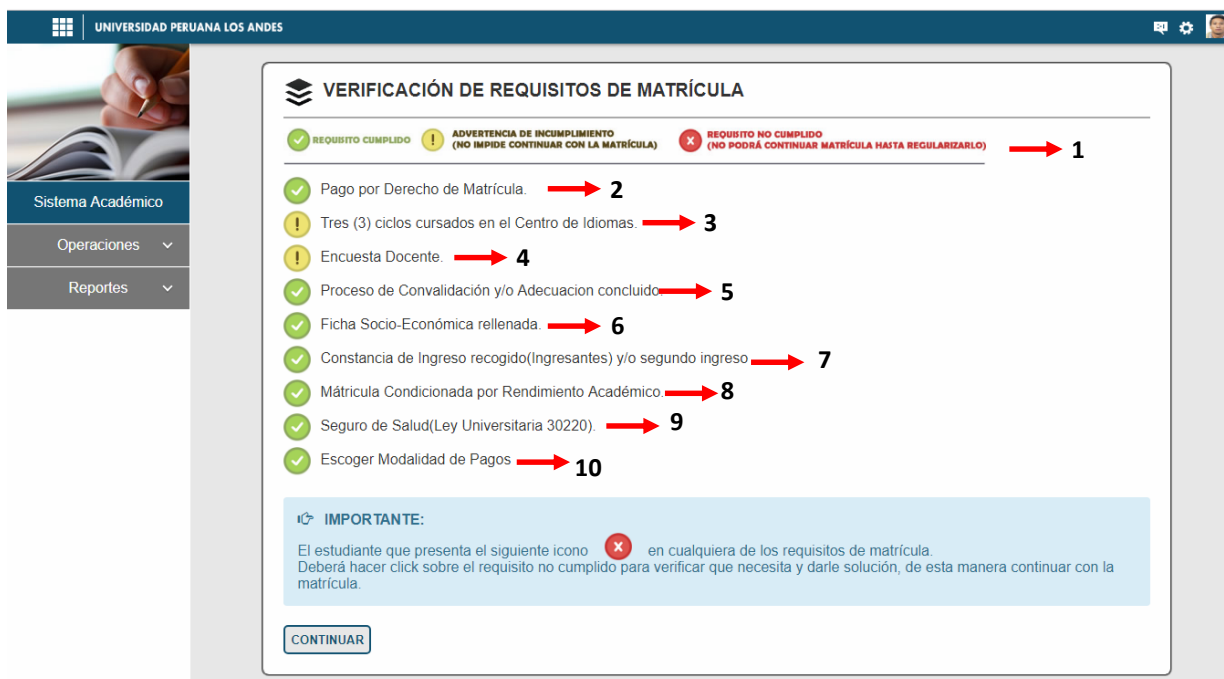 UNIVERSIDAD PERUANA LOS ANDES
VERIFICACIÓN DE REQUISITOS DE MATRÍCULA
REQUISITO CUMPLIDO
ADVERTENCIA DE INCUMPLIMIENTO
(NO IMPIDE CONTINUAR CON LA MATRÍCULA)
REQUISITO NO CUMPLIDO
(NO PODRÁ CONTINUAR MATRÍCULA HASTA REGULARIZARLO)
1
Sistema Académico
Operaciones
Reportes
Pago por Derecho de Matrícula. 2
Tres (3) ciclos cursados en el Centro de Idiomas. 3
Encuesta Docente. 4
Proceso de Convalidación y/o Adecuacion concluido. 5
Ficha Socio-Económica rellenada. 6
Constancia de Ingreso recogido(Ingresantes) y/o segundo ingreso 7
Mátricula Condicionada por Rendimiento Académico. 8
Seguro de Salud(Ley Universitaria 30220). 9
Escoger Modalidad de Pagos 10
IMPORTANTE:
El estudiante que presenta el siguiente icono en cualquiera de los requisitos de matrícula.
Deberá hacer click sobre el requisito no cumplido para verificar que necesita y darle solución, de esta manera continuar con la
matrícula.
CONTINUAR